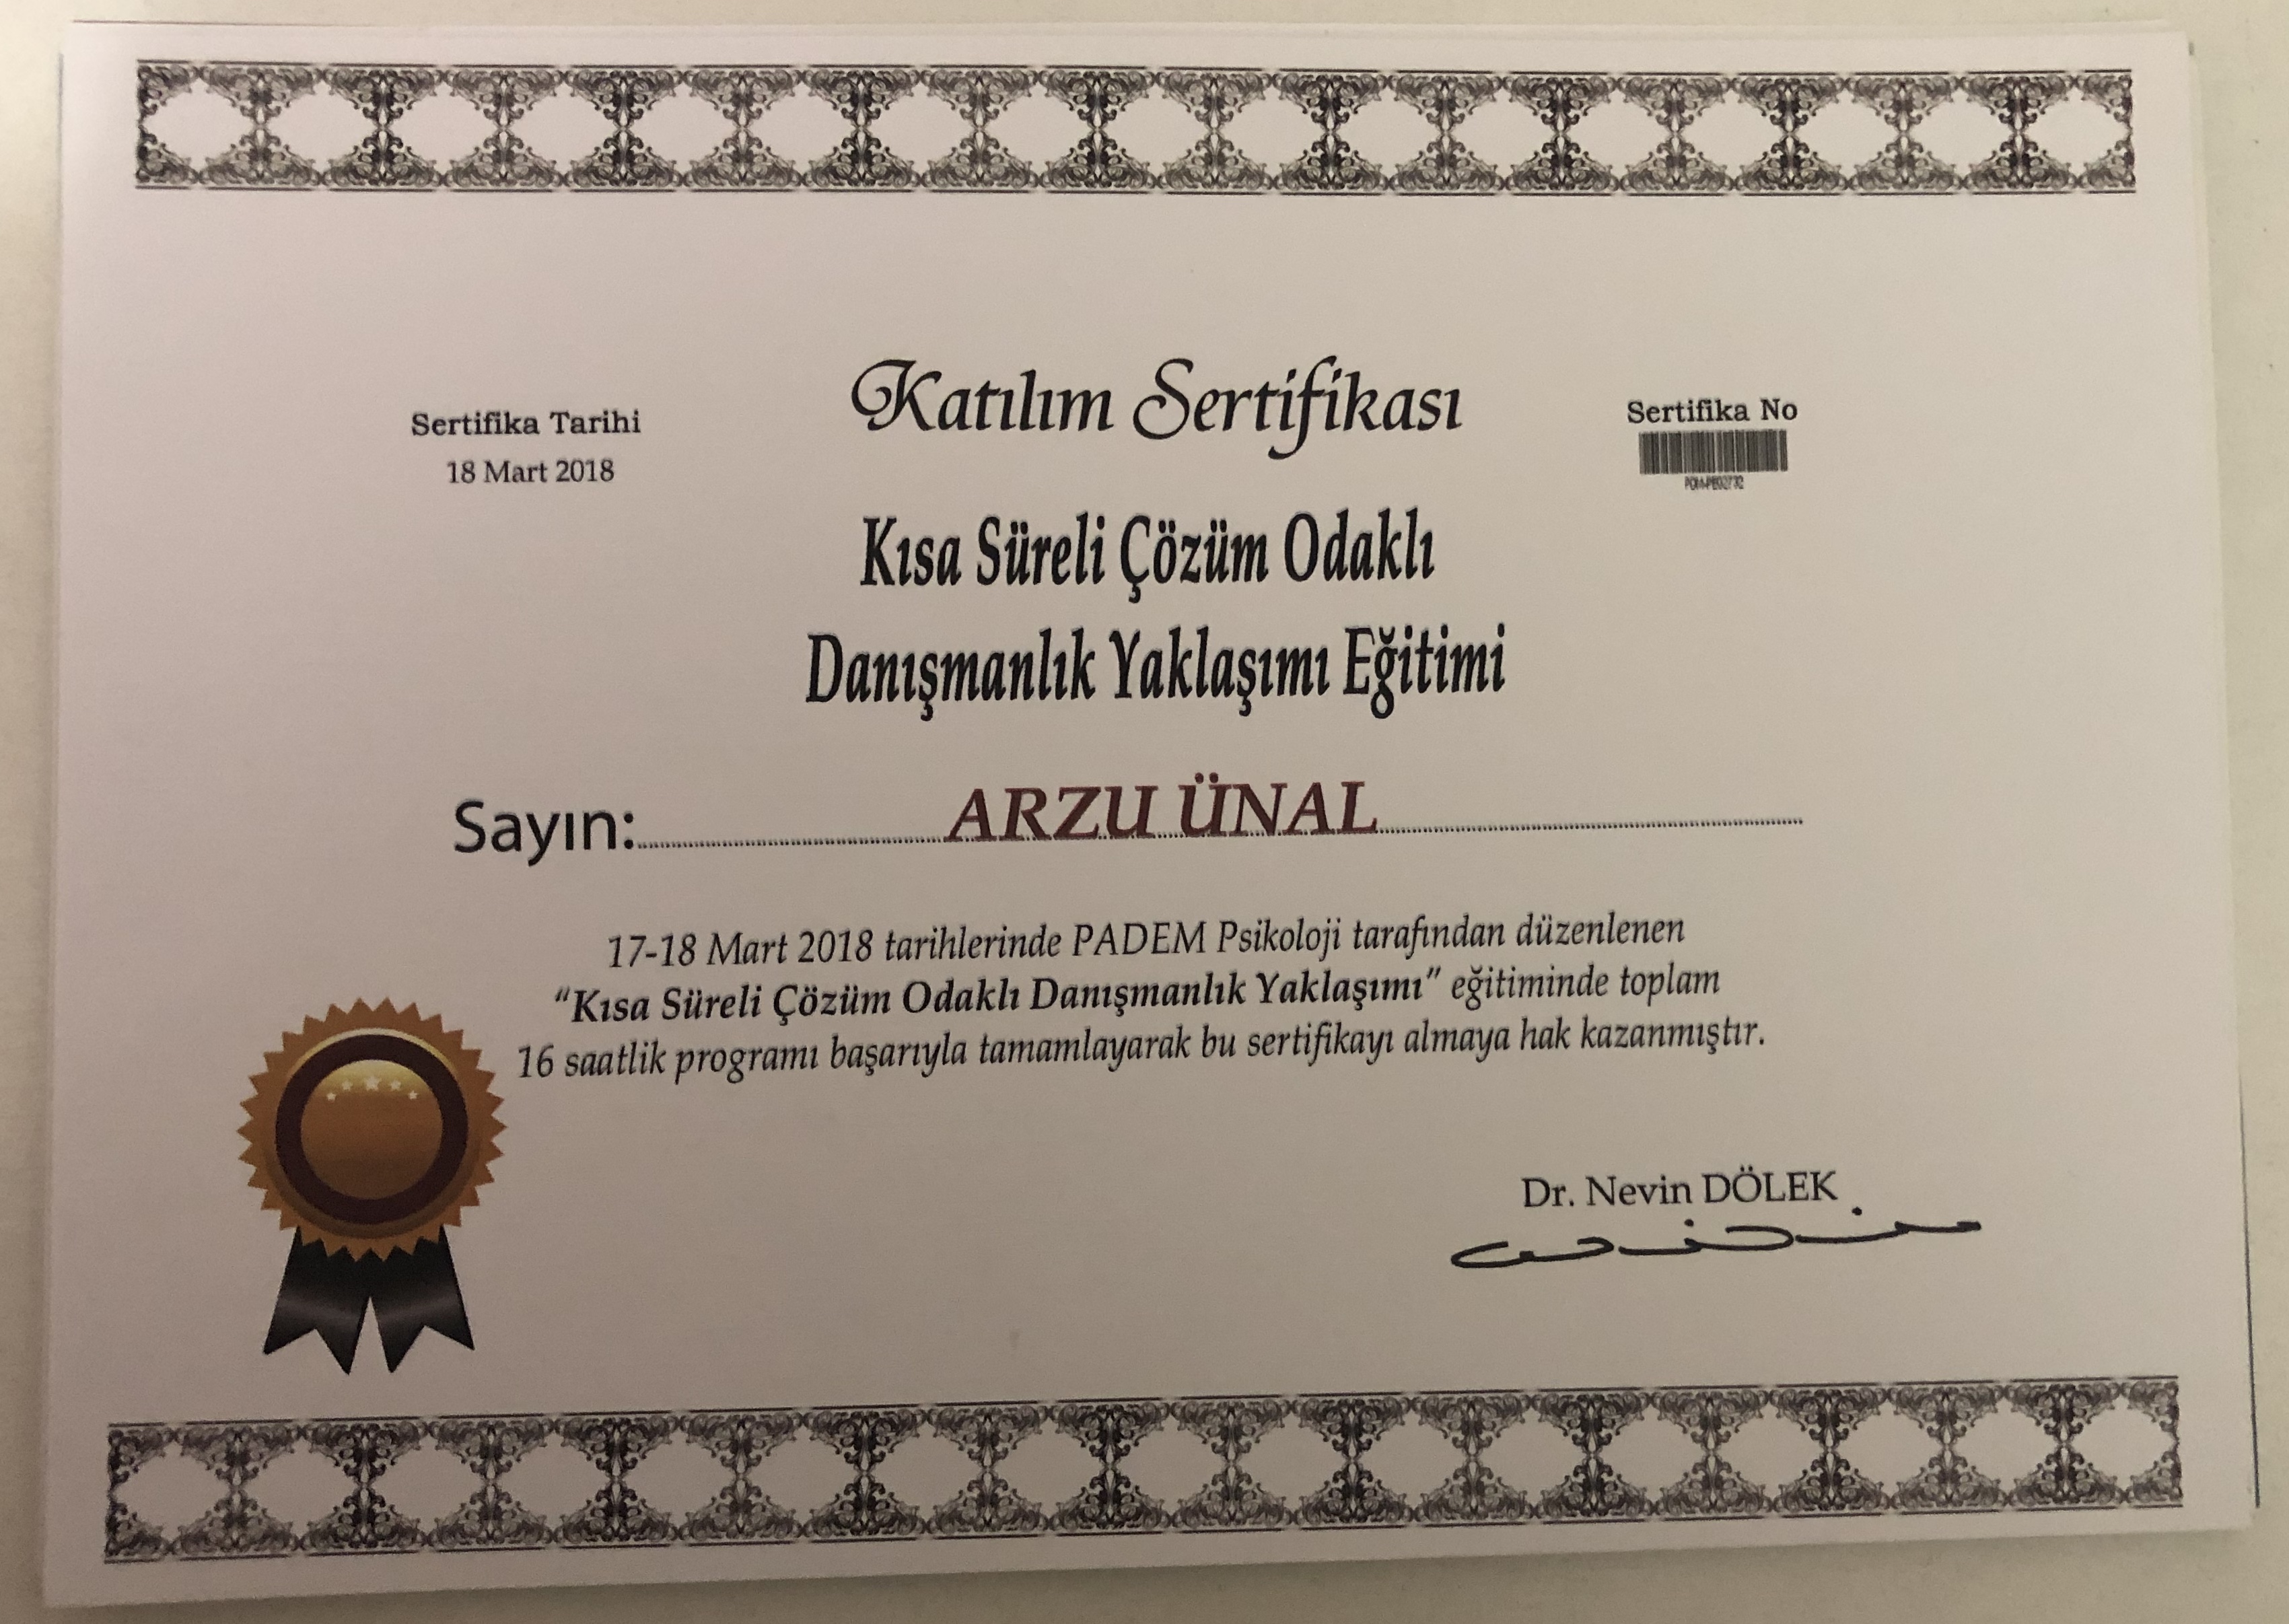 Katılım Sertifikası
Sertifika Tarihi
18 Mart 2018
Sertifika No
Kısa Süreli Çözüm Odaklı
Danışmanlık Yaklaşımı Eğitimi
Sayın: ARZU ÜNAL
17-18 Mart 2018 tarihlerinde PADEM Psikoloji tarafından düzenlenen
“Kısa Süreli Çözüm Odaklı Danışmanlık Yaklaşımı” eğitiminde toplam
16 saatlik programı başarıyla tamamlayarak bu sertifikayı almaya hak kazanmıştır.
Dr. Nevin DÖLEK